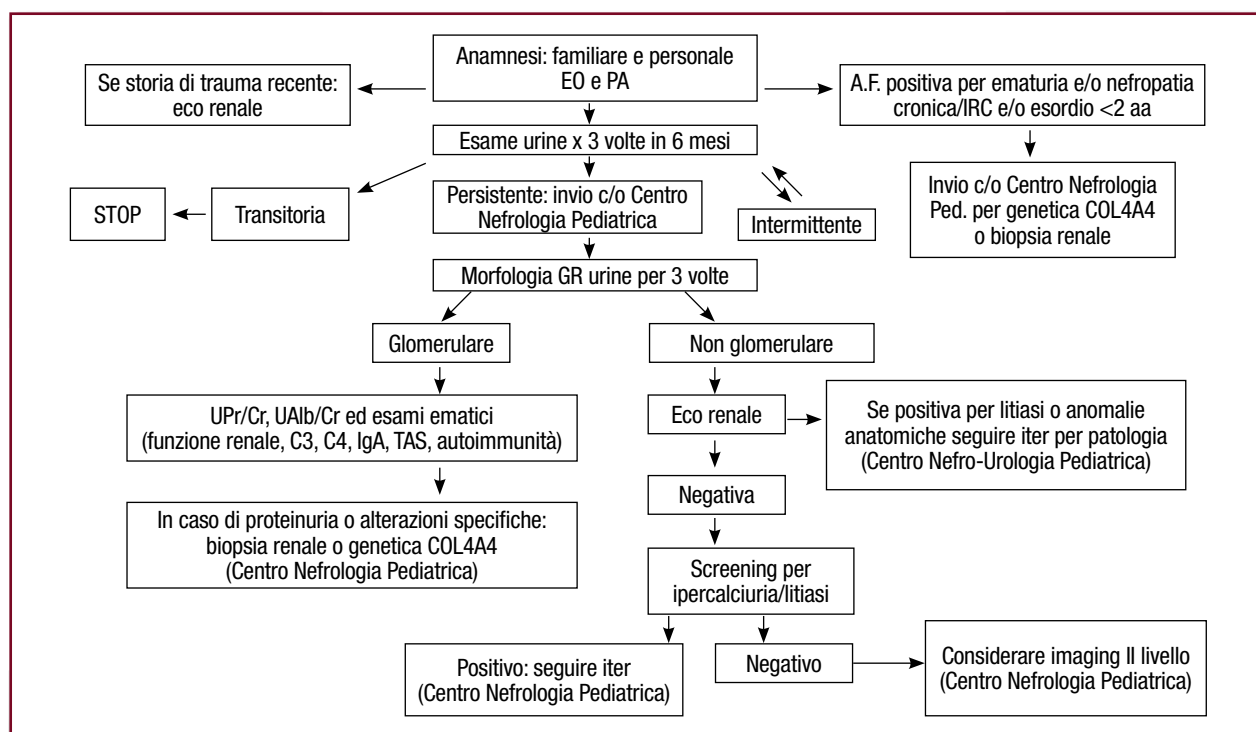 Anamnesi: familiare e personale
EO e PA
Se storia di trauma recente:
eco renale
A.F. positiva per ematuria e/o nefropatia
cronica/IRC e/o esordio <2 aa
Esame urine x 3 volte in 6 mesi
Invio c/o Centro Nefrologia
Ped. per genetica COL4A4
o biopsia renale
STOP
Transitoria
Persistente: invio c/o Centro
Nefrologia Pediatrica
Intermittente
Morfologia GR urine per 3 volte
Glomerulare
Non glomerulare
UPr/Cr, UAlb/Cr ed esami ematici
(funzione renale, C3, C4, IgA, TAS, autoimmunità)
Eco renale
Se positiva per litiasi o anomalie
anatomiche seguire iter per patologia
(Centro Nefro-Urologia Pediatrica)
Negativa
In caso di proteinuria o alterazioni specifiche:
biopsia renale o genetica COL4A4
(Centro Nefrologia Pediatrica)
Screening per
ipercalciuria/litiasi
Positivo: seguire iter
(Centro Nefrologia Pediatrica)
Negativo
Considerare imaging II livello
(Centro Nefrologia Pediatrica)